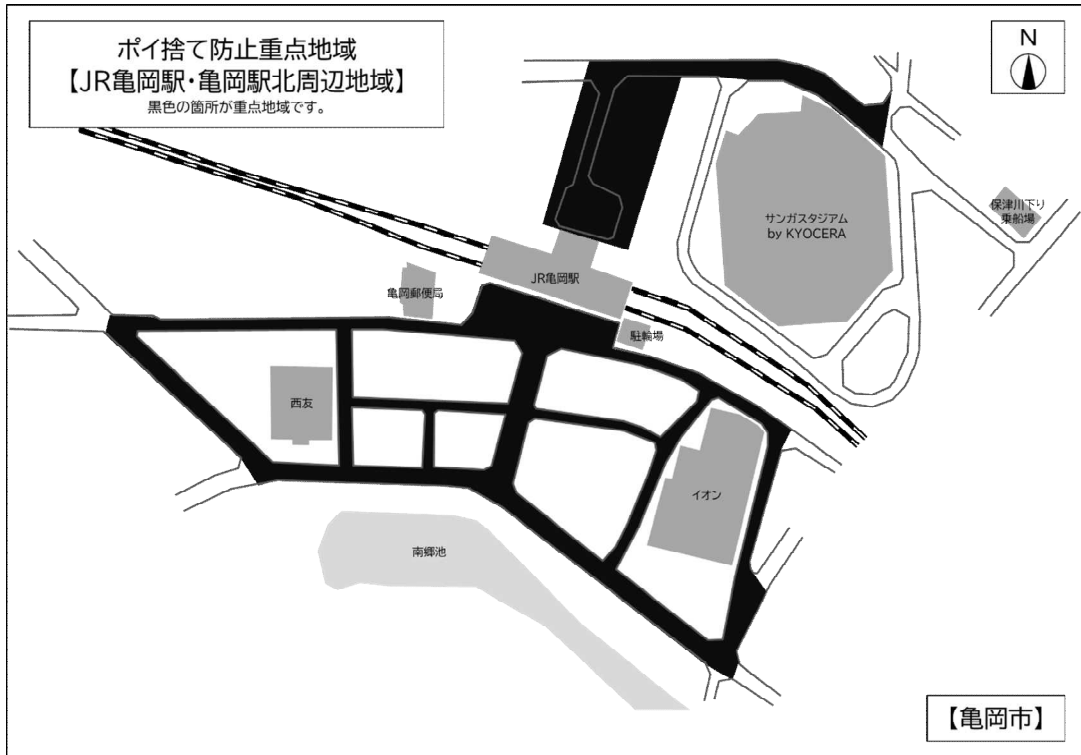 ポイ捨て防止重点地域
【JR亀岡駅・亀岡駅北周辺地域】
黒色の箇所が重点地域です。
N
保津川下り
乗船場
サンガスタジアム
by KYOCERA
JR亀岡駅
亀岡郵便局
駐輪場
西友
イオン
南郷池
【亀岡市】